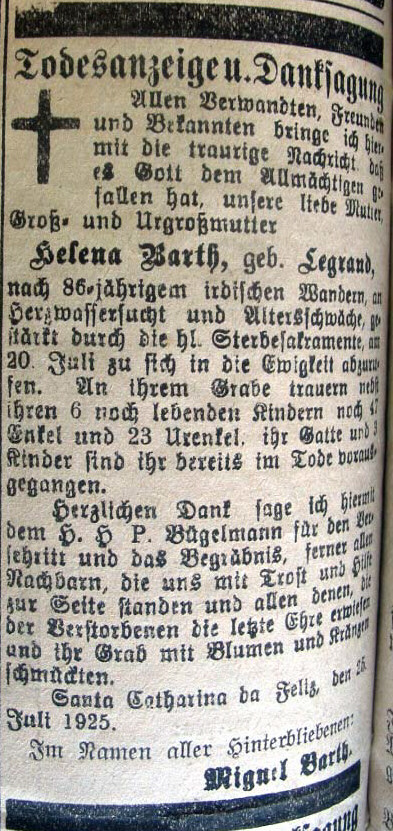 Todesanzeige u. Danksagung
Allen Verwandten, Freunden
und Bekannten bringe ich hier-
mit die traurige Nachricht daß
es Gott dem Allmächtigen ge-
fallen hat, unsere liebe Mutter,
Groß- und Urgroßmutter
Helena Barth, geb. Legrand,
nach 86-jährigem irdischen Wandern, an
Herzwassersucht und Altersschwäche, ge-
stärkt durch die hl. Sterbesakramente, am
20. Juli zu sich in die Ewigkeit abzuru-
fen. An ihrem Grabe trauern nebst
ihren 6 noch lebenden Kindern noch 47
Enkel und 23 Urenkel, ihr Gatte und 3
Kinder sind ihr bereits im Tode voraus-
gegangen.
Herzlichen Dank sage ich hiermit
dem H. H P. Bügelmann für den Ver-
sehritt und das Begräbnis, ferner allen
Nachbarn, die uns mit Trost und Hilfe
zur Seite standen und allen denen, die
der Verstorbenen die letzte Ehre erwiesen
und ihr Grab mit Blumen und Kränzen
schmückten.
Santa Catharina da Feliz, den 26.
Juli 1925.
Im Namen aller Hinterbliebenen:
Miguel Barth.